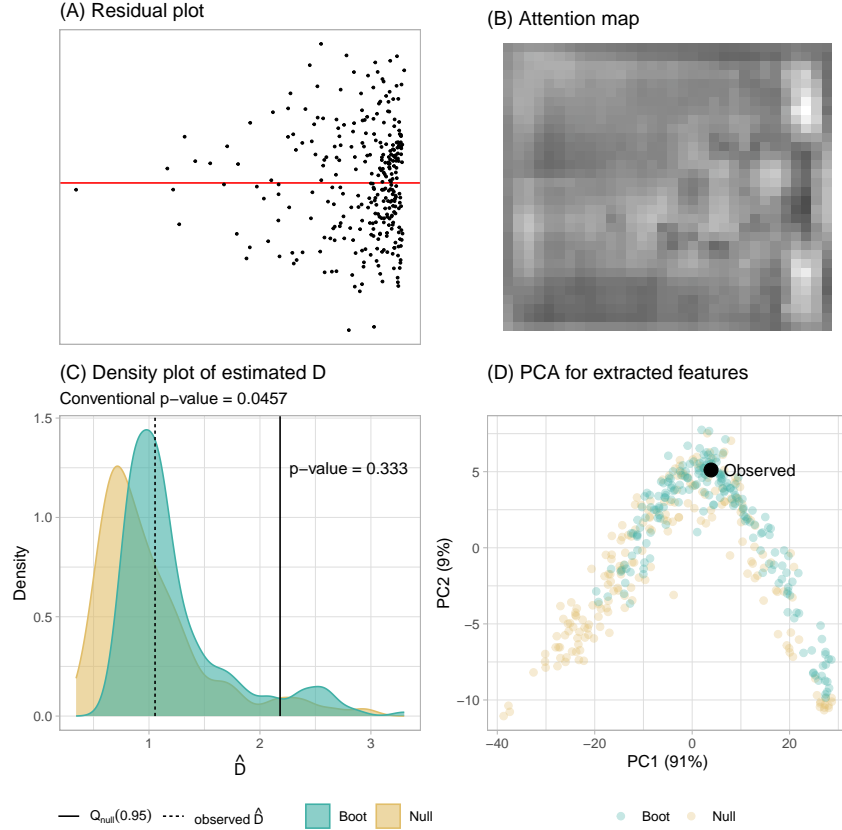 (A) Residual plot
(B) Attention map
(C) Density plot of estimated D
Conventional p−value = 0.0457
1.5
1.0
0.5
0.0
Density
p−value = 0.333
1
2
3
D̂
(D) PCA for extracted features
5
0
−5
−10
PC2 (9%)
Observed
−40
−20
0
20
PC1 (91%)
Qnull(0.95)
observed D̂
Boot
Null
Boot
Null